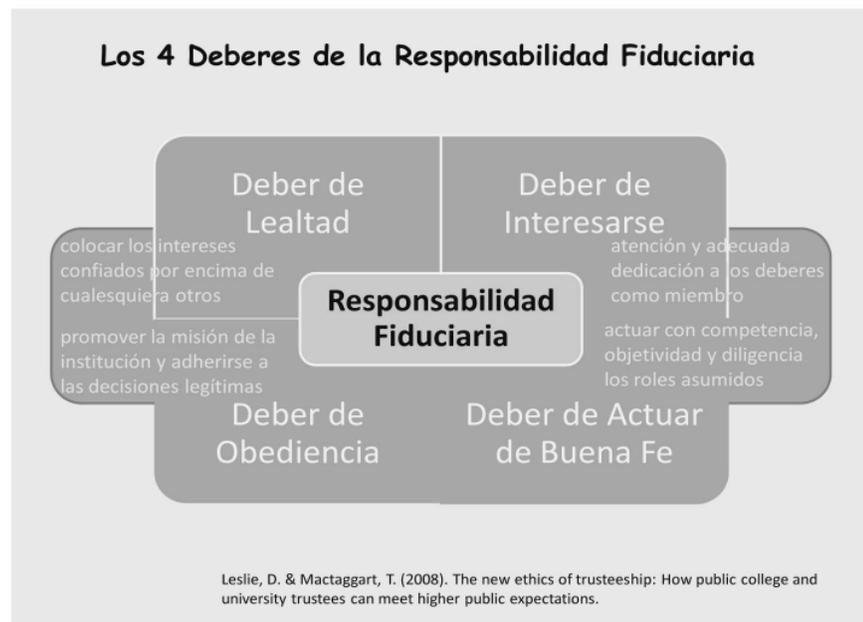 Los 4 Deberes de la Responsabilidad Fiduciaria
Deber de
Lealtad
Deber de
Interesarse
colocar los intereses
confiados por encima de
cualesquiera otros
atención y adecuada
dedicación a los deberes
como miembro
Responsabilidad
Fiduciaria
promover la misión de la
institución y adherirse a
las decisiones legítimas
actuar con competencia,
objetividad y diligencia
los roles asumidos
Deber de
Obediencia
Deber de Actuar
de Buena Fe
Leslie, D. & Mactaggart, T. (2008). The new ethics of trusteeship: How public college and
university trustees can meet higher public expectations.